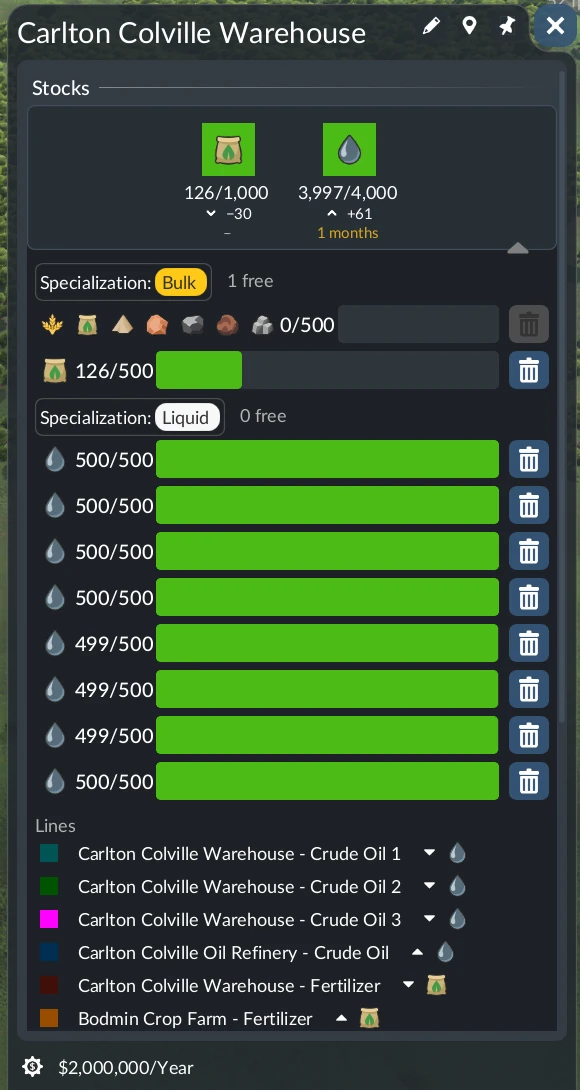 Carlton Colville Warehouse
Stocks
126/1,000 3,997/4,000
−30 +61
– 1 months
Specialization: Bulk 1 free
0/500
126/500
Specialization: Liquid 0 free
500/500
500/500
500/500
500/500
499/500
499/500
499/500
500/500
Lines
Carlton Colville Warehouse - Crude Oil 1
Carlton Colville Warehouse - Crude Oil 2
Carlton Colville Warehouse - Crude Oil 3
Carlton Colville Oil Refinery - Crude Oil
Carlton Colville Warehouse - Fertilizer
Bodmin Crop Farm - Fertilizer
$2,000,000/Year